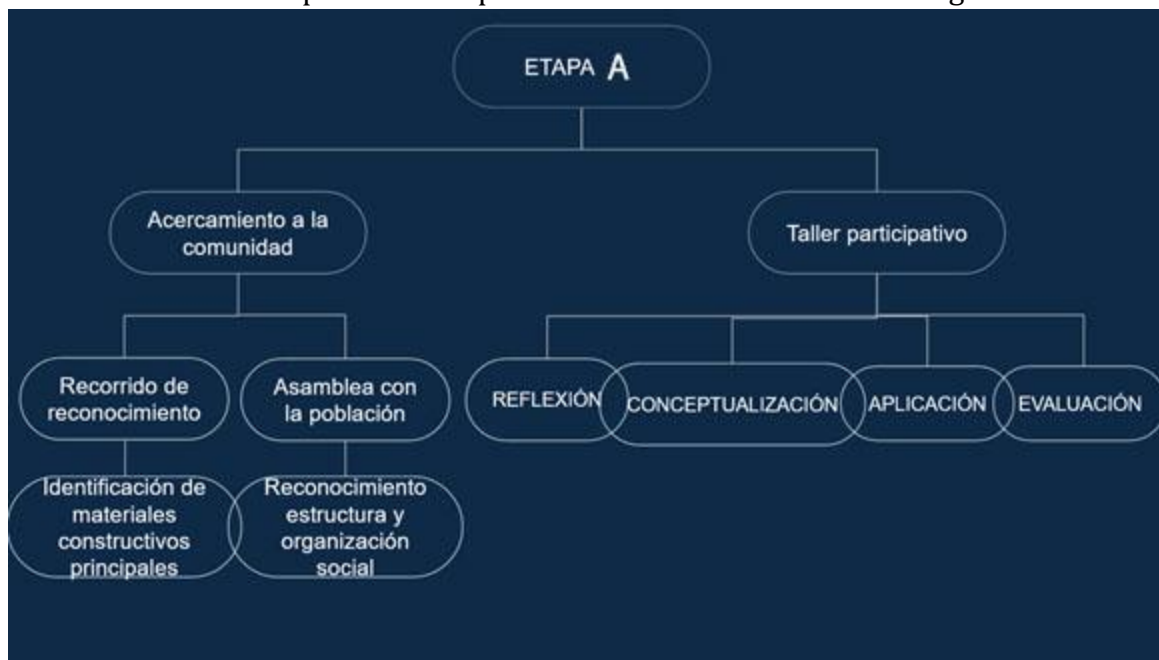 ETAPA A
Acercamiento a la
comunidad
Taller participativo
Recorrido de
reconocimiento
Asamblea con
la población
REFLEXIÓN
CONCEPTUALIZACIÓN
APLICACIÓN
EVALUACIÓN
Identificación de
materiales
constructivos
principales
Reconocimiento
estructura y
organización
social